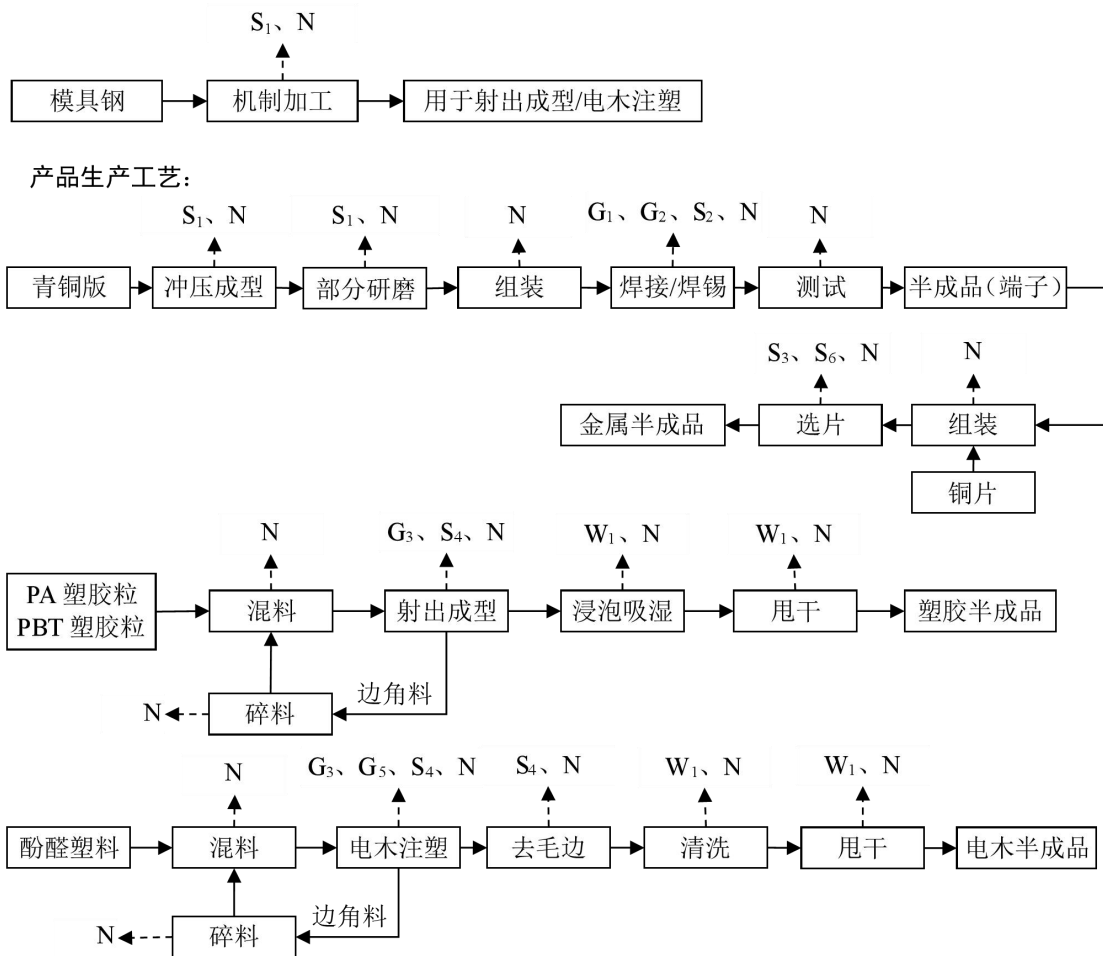 S₁、N
模具钢 机制加工 用于射出成型/电木注塑
产品生产工艺：
S₁、N S₁、N N G₁、G₂、S₂、N N
青铜版 冲压成型 部分研磨 组装 焊接/焊锡 测试 半成品（端子）
S₃、S₆、N N
金属半成品 选片 组装
铜片
N G₃、S₄、N W₁、N W₁、N
PA 塑胶粒
PBT 塑胶粒
混料 射出成型 浸泡吸湿 甩干 塑胶半成品
边角料
N 碎料
N G₃、G₅、S₄、N S₄、N W₁、N W₁、N
酚醛塑料 混料 电木注塑 去毛边 清洗 甩干 电木半成品
边角料
N 碎料